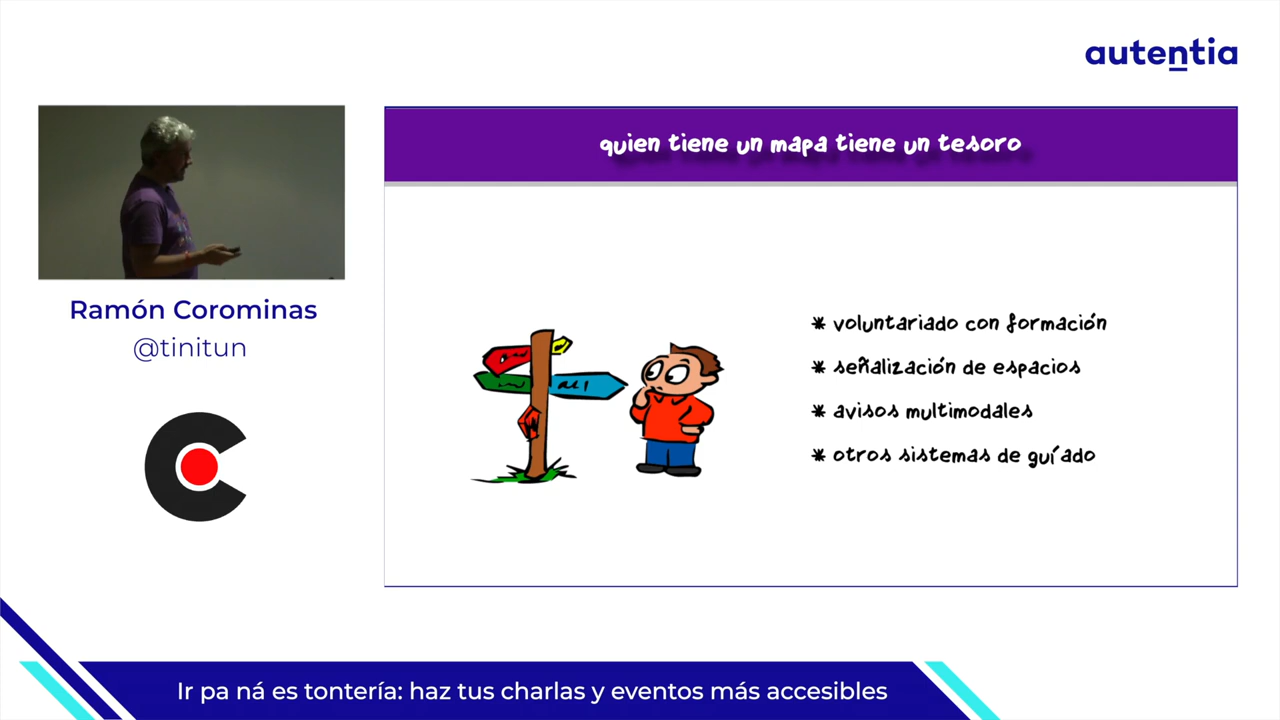 autentia
quien tiene un mapa tiene un tesoro
Ramón Corominas
@tinitun
* voluntariado con formación
* señalización de espacios
* avisos multimodales
* otros sistemas de guíado
Ir pa ná es tontería: haz tus charlas y eventos más accesibles